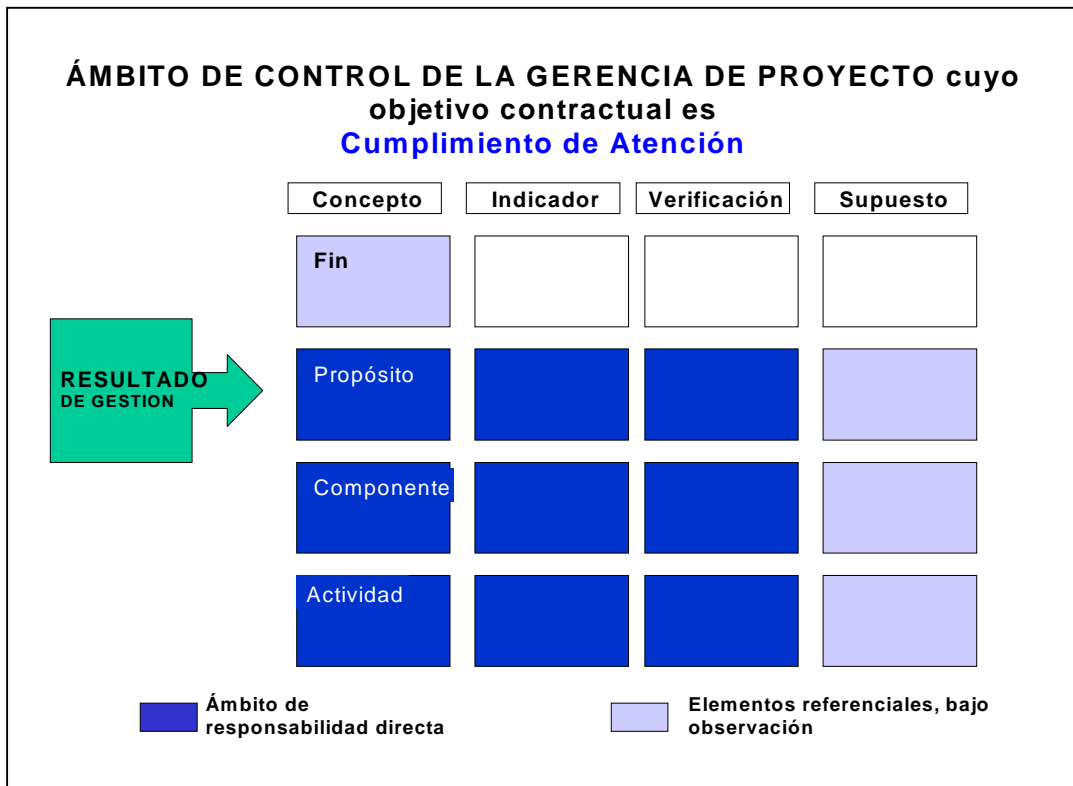 ÁMBITO DE CONTROL DE LA GERENCIA DE PROYECTO cuyo
objetivo contractual es
Cumplimiento de Atención
Concepto
Indicador
Verificación
Supuesto
Fin
RESULTADO
DE GESTION
Propósito
Componente
Actividad
Ámbito de
responsabilidad directa
Elementos referenciales, bajo
observación